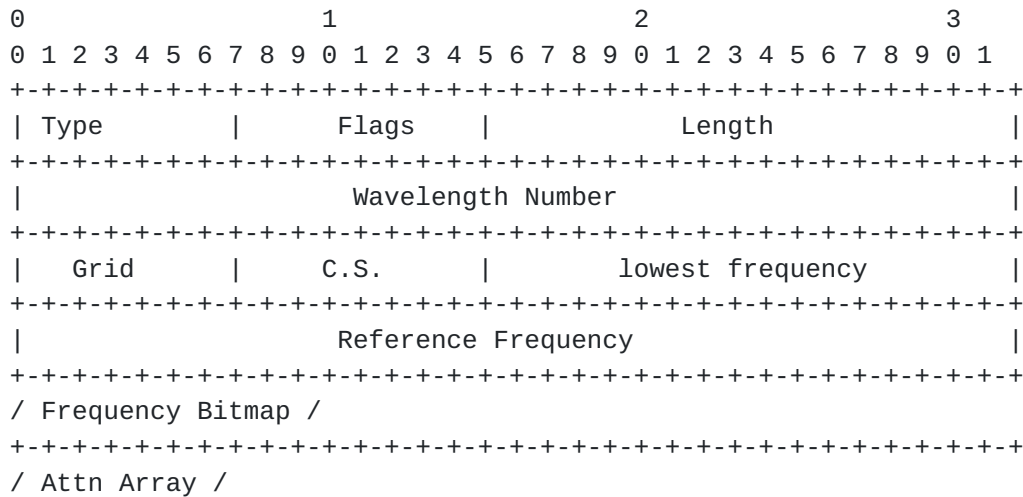 0                   1                   2                   3
0 1 2 3 4 5 6 7 8 9 0 1 2 3 4 5 6 7 8 9 0 1 2 3 4 5 6 7 8 9 0 1
+-+-+-+-+-+-+-+-+-+-+-+-+-+-+-+-+-+-+-+-+-+-+-+-+-+-+-+-+-+-+-+-+
| Type        |      Flags    |            Length               |
+-+-+-+-+-+-+-+-+-+-+-+-+-+-+-+-+-+-+-+-+-+-+-+-+-+-+-+-+-+-+-+-+
|                     Wavelength Number                         |
+-+-+-+-+-+-+-+-+-+-+-+-+-+-+-+-+-+-+-+-+-+-+-+-+-+-+-+-+-+-+-+-+
|   Grid      |     C.S.      |        lowest frequency         |
+-+-+-+-+-+-+-+-+-+-+-+-+-+-+-+-+-+-+-+-+-+-+-+-+-+-+-+-+-+-+-+-+
|                    Reference Frequency                        |
+-+-+-+-+-+-+-+-+-+-+-+-+-+-+-+-+-+-+-+-+-+-+-+-+-+-+-+-+-+-+-+-+
/ Frequency Bitmap /
+-+-+-+-+-+-+-+-+-+-+-+-+-+-+-+-+-+-+-+-+-+-+-+-+-+-+-+-+-+-+-+-+
/ Attn Array /